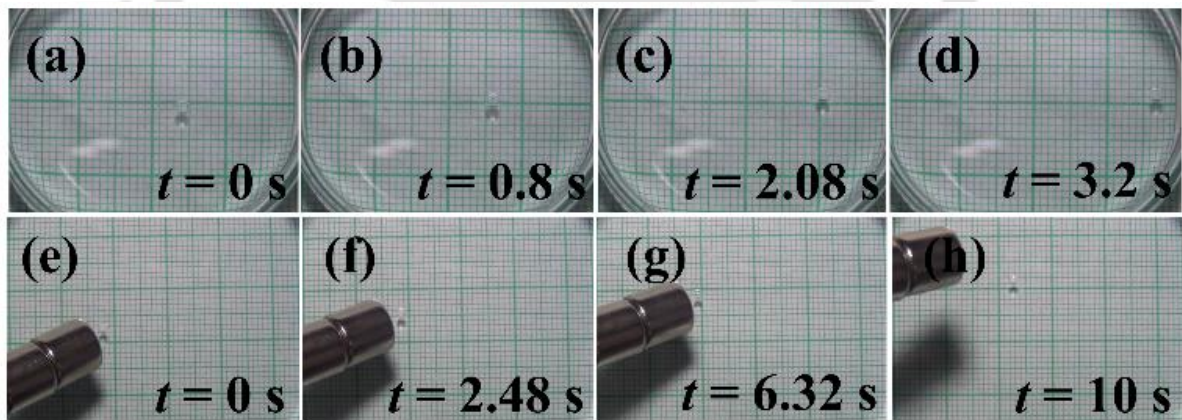 (a)
t = 0 s
(b)
t = 0.8 s
(c)
t = 2.08 s
(d)
t = 3.2 s
(e)
t = 0 s
(f)
t = 2.48 s
(g)
t = 6.32 s
(h)
t = 10 s